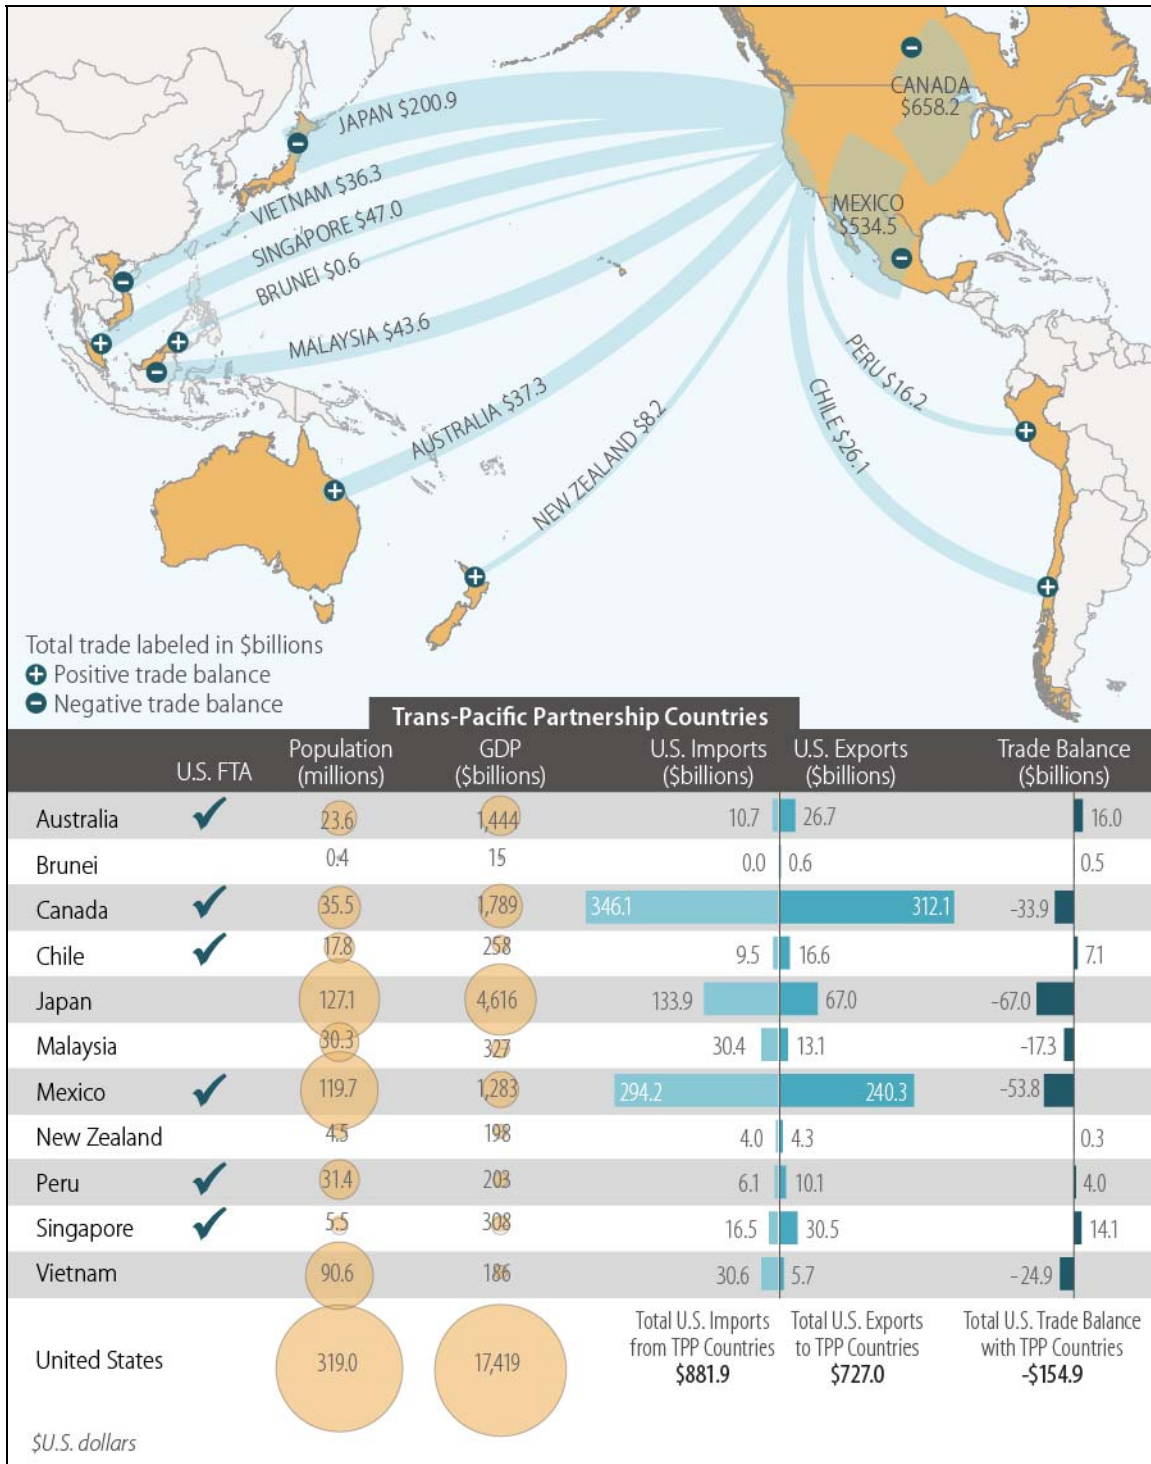 CANADA
$658.2
JAPAN $200.9
VIETNAM $36.3
MEXICO
$534.5
SINGAPORE $47.0
BRUNEI $0.6
MALAYSIA $43.6
PERU $16.2
AUSTRALIA $37.3
CHILE $26.1
NEW ZEALAND $8.2
Total trade labeled in $billions
+ Positive trade balance
- Negative trade balance
Trans-Pacific Partnership Countries
U.S. FTA Population (millions) GDP ($billions) U.S. Imports ($billions) U.S. Exports ($billions) Trade Balance ($billions)
Australia ✓ 23.6 1,444 10.7 26.7 16.0
Brunei 0.4 15 0.0 0.6 0.5
Canada ✓ 35.5 1,789 346.1 312.1 -33.9
Chile ✓ 17.8 258 9.5 16.6 7.1
Japan 127.1 4,616 133.9 67.0 -67.0
Malaysia 30.3 327 30.4 13.1 -17.3
Mexico ✓ 119.7 1,283 294.2 240.3 -53.8
New Zealand 4.5 198 4.0 4.3 0.3
Peru ✓ 31.4 203 6.1 10.1 4.0
Singapore ✓ 5.5 308 16.5 30.5 14.1
Vietnam 90.6 186 30.6 5.7 -24.9
United States 319.0 17,419
Total U.S. Imports
from TPP Countries
$881.9
Total U.S. Exports
to TPP Countries
$727.0
Total U.S. Trade Balance
with TPP Countries
-$154.9
$U.S. dollars